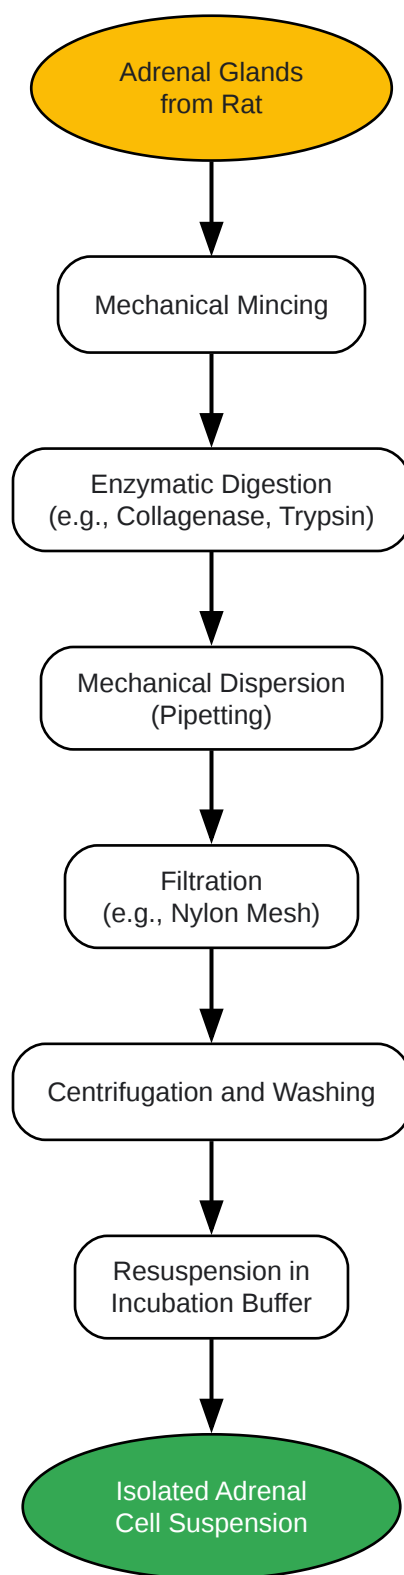 Adrenal Glands
from Rat
Mechanical Mincing
Enzymatic Digestion
(e.g., Collagenase, Trypsin)
Mechanical Dispersion
(Pipetting)
Filtration
(e.g., Nylon Mesh)
Centrifugation and Washing
Resuspension in
Incubation Buffer
Isolated Adrenal
Cell Suspension